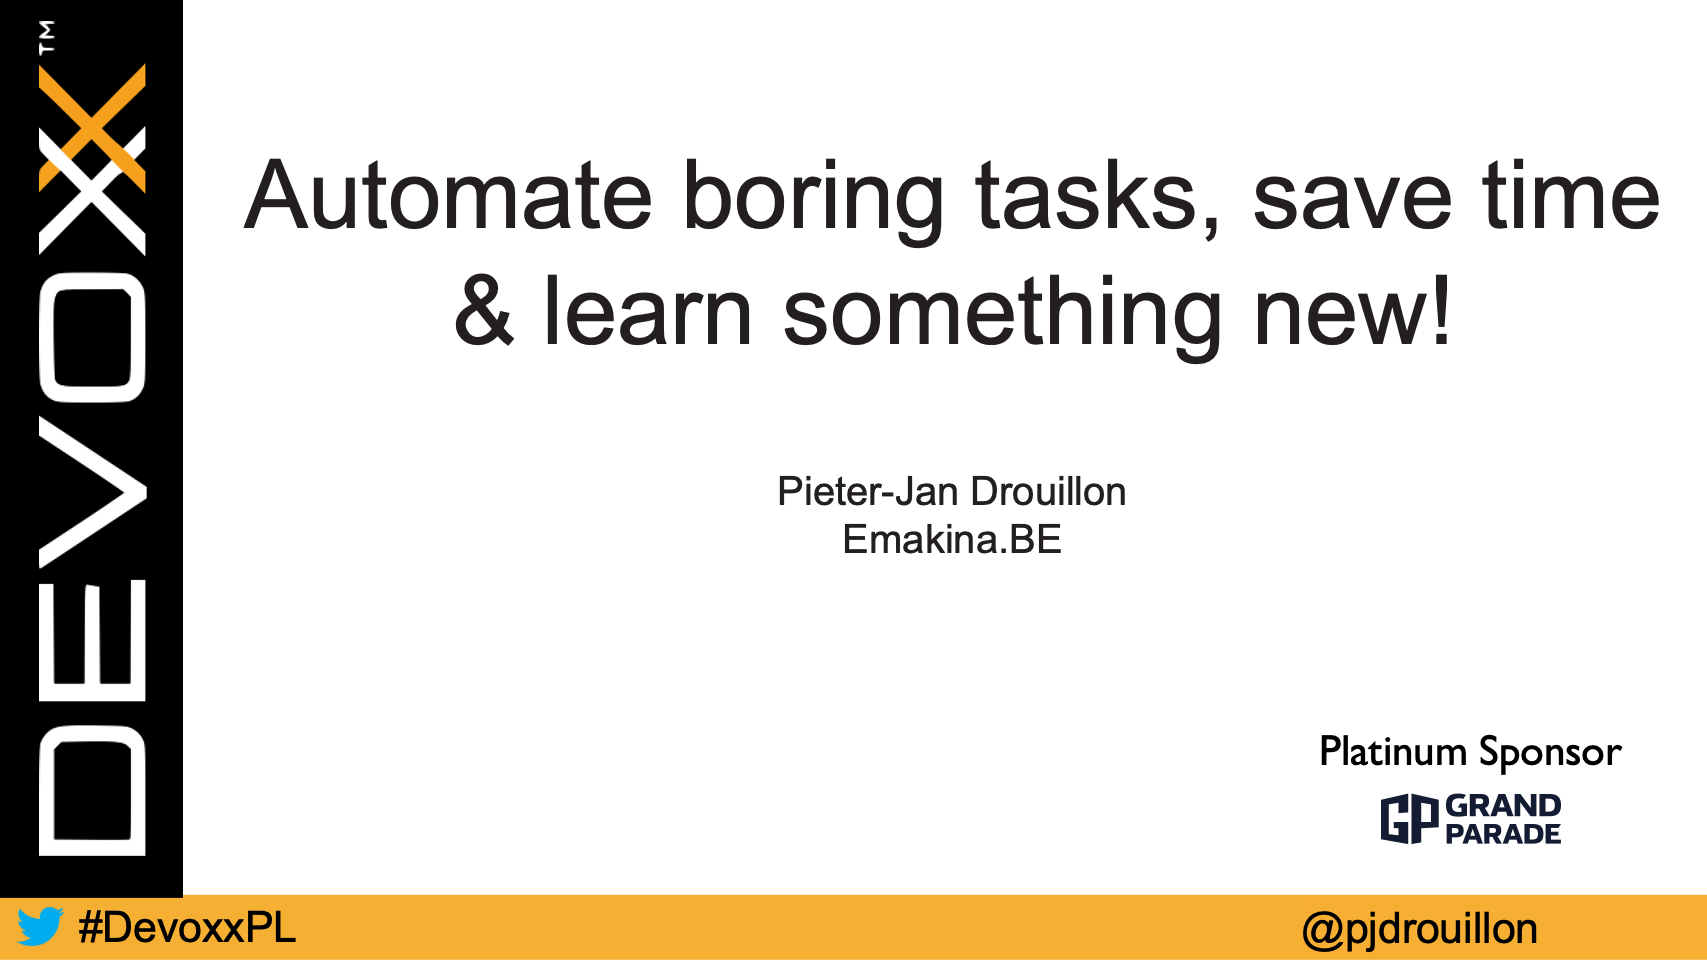 DEVOXX™
Automate boring tasks, save time
& learn something new!
Pieter-Jan Drouillon
Emakina.BE
Platinum Sponsor
GP GRAND
PARADE
#DevoxxPL
@pjdrouillon